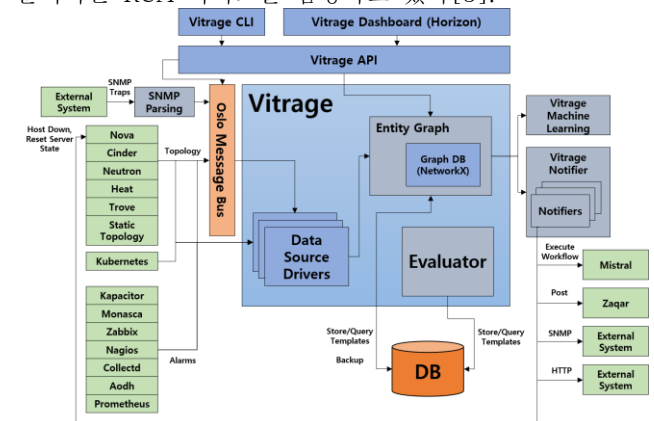 RCA
[6].
Vitrage CLI
Vitrage Dashboard (Horizon)
Vitrage API
SNMP
Traps
External
System
SNMP
Parsing
Oslo Message Bus
Vitrage
Entity Graph
Graph DB
(NetworkX)
Vitrage
Machine
Learning
Vitrage
Notifier
Notifiers
Host Down,
Reset Server
State
Nova
Cinder
Neutron
Heat
Trove
Static
Topology
Kubernetes
Topology
Data
Source
Drivers
Evaluator
Execute
Workflow
Mistral
Post
Zaqar
SNMP
External
System
HTTP
External
System
Kapacitor
Monasca
Zabbix
Nagios
Collectd
Aodh
Prometheus
Alarms
Store/Query
Templates
Backup
Store/Query
Templates
DB